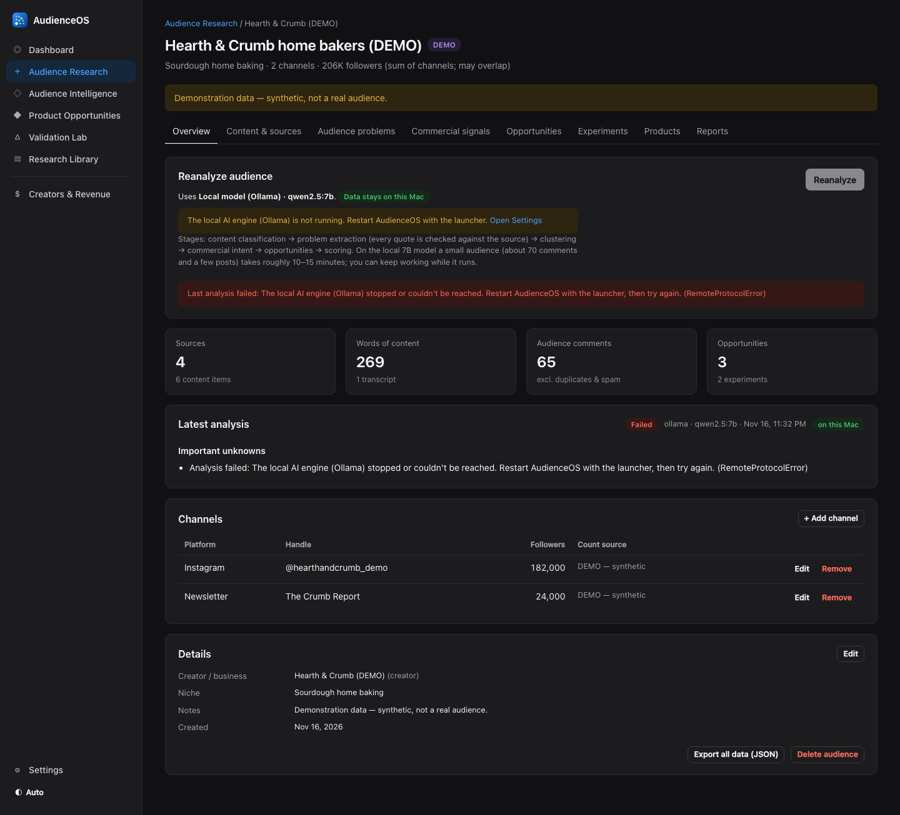 AudienceOS
Dashboard
Audience Research
Audience Intelligence
Product Opportunities
Validation Lab
Research Library
$ Creators & Revenue
Settings
Auto
Audience Research / Hearth & Crumb (DEMO)
Hearth & Crumb home bakers (DEMO) DEMO
Sourdough home baking · 2 channels · 206K followers (sum of channels; may overlap)
Demonstration data — synthetic, not a real audience.
Overview Content & sources Audience problems Commercial signals Opportunities Experiments Products Reports
Reanalyze audience
Reanalyze
Uses Local model (Ollama) · qwen2.5:7b. Data stays on this Mac
The local AI engine (Ollama) is not running. Restart AudienceOS with the launcher. Open Settings
Stages: content classification → problem extraction (every quote is checked against the source) → clustering
→ commercial intent → opportunities → scoring. On the local 7B model a small audience (about 70 comments
and a few posts) takes roughly 10–15 minutes; you can keep working while it runs.
Last analysis failed: The local AI engine (Ollama) stopped or couldn't be reached. Restart AudienceOS with the launcher, then try again. (RemoteProtocolError)
Sources
4
6 content items
Words of content
269
1 transcript
Audience comments
65
excl. duplicates & spam
Opportunities
3
2 experiments
Latest analysis
Failed ollama · qwen2.5:7b · Nov 16, 11:32 PM on this Mac
Important unknowns
• Analysis failed: The local AI engine (Ollama) stopped or couldn't be reached. Restart AudienceOS with the launcher, then try again. (RemoteProtocolError)
Channels
+ Add channel
Platform Handle Followers Count source
Instagram @hearthandcrumb_demo 182,000 DEMO — synthetic Edit Remove
Newsletter The Crumb Report 24,000 DEMO — synthetic Edit Remove
Details
Edit
Creator / business Hearth & Crumb (DEMO) (creator)
Niche Sourdough home baking
Notes Demonstration data — synthetic, not a real audience.
Created Nov 16, 2026
Export all data (JSON) Delete audience